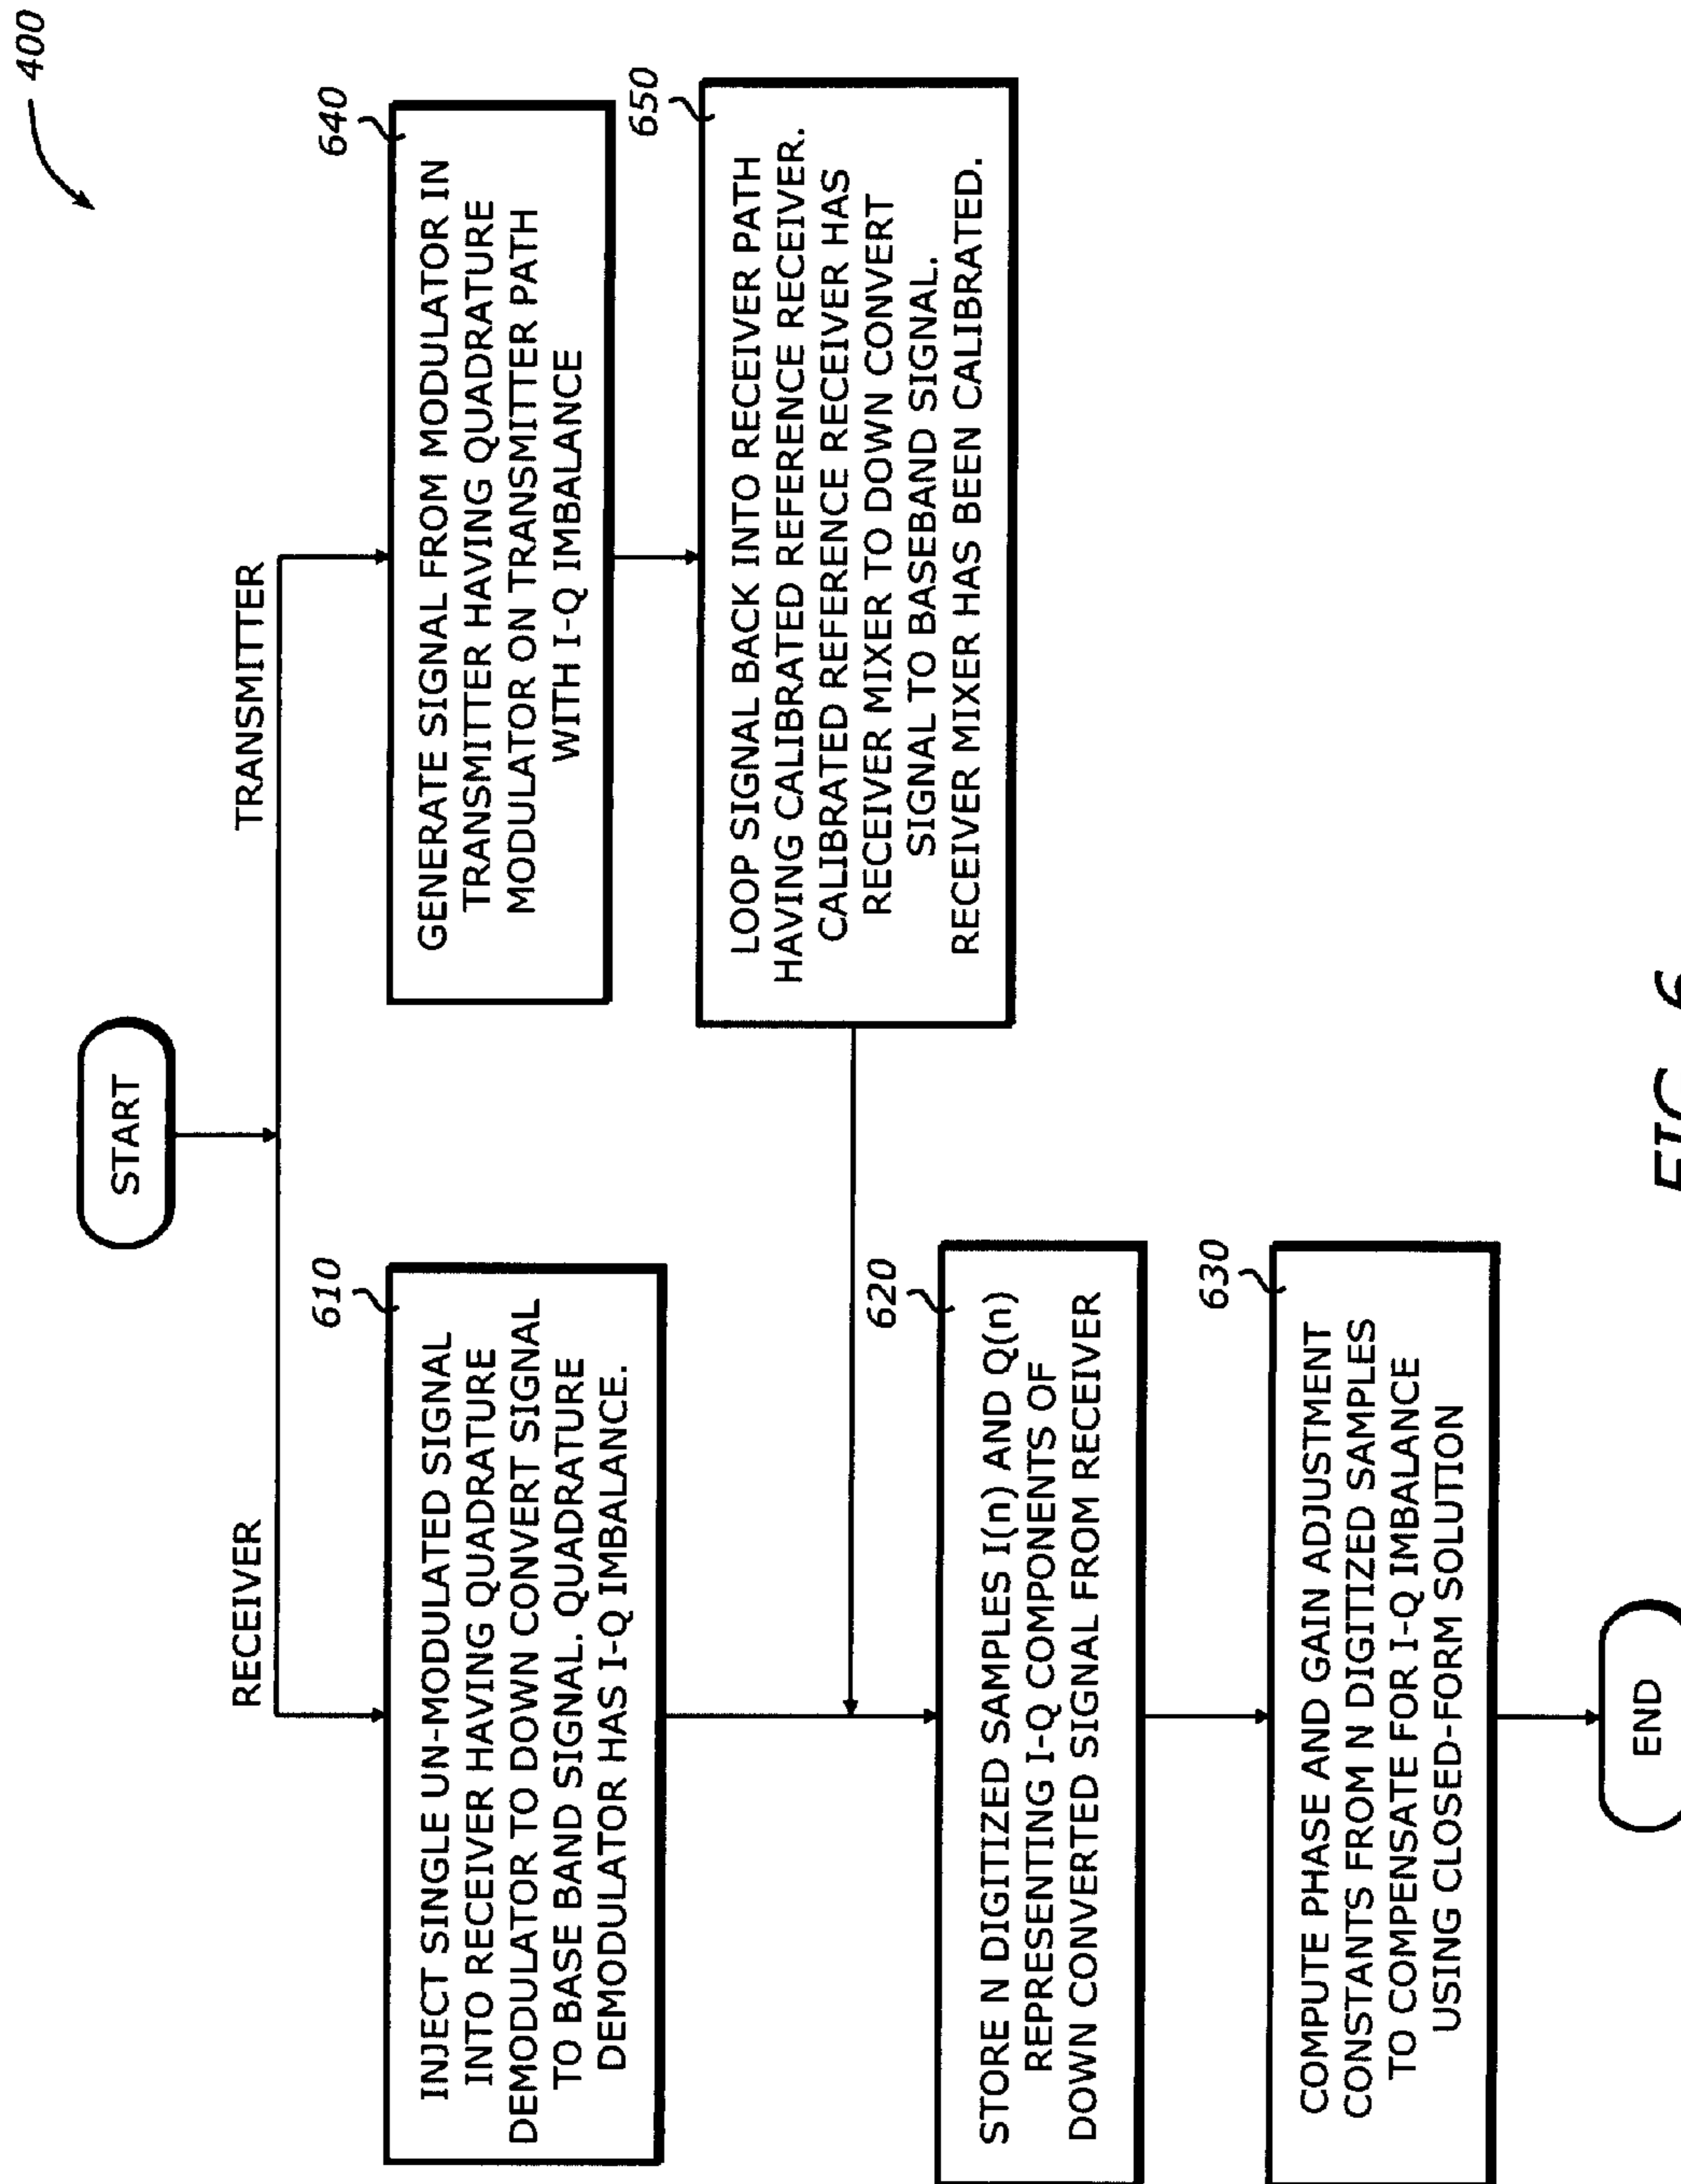 400
START
RECEIVER
TRANSMITTER
610
INJECT SINGLE UN-MODULATED SIGNAL
INTO RECEIVER HAVING QUADRATURE
DEMODULATOR TO DOWN CONVERT SIGNAL
TO BASE BAND SIGNAL. QUADRATURE
DEMODULATOR HAS I-Q IMBALANCE.
640
GENERATE SIGNAL FROM MODULATOR IN
TRANSMITTER HAVING QUADRATURE
MODULATOR ON TRANSMITTER PATH
WITH I-Q IMBALANCE
650
LOOP SIGNAL BACK INTO RECEIVER PATH
HAVING CALIBRATED REFERENCE RECEIVER.
CALIBRATED REFERENCE RECEIVER HAS
RECEIVER MIXER TO DOWN CONVERT
SIGNAL TO BASEBAND SIGNAL.
RECEIVER MIXER HAS BEEN CALIBRATED.
620
STORE N DIGITIZED SAMPLES I(n) AND Q(n)
REPRESENTING I-Q COMPONENTS OF
DOWN CONVERTED SIGNAL FROM RECEIVER
630
COMPUTE PHASE AND GAIN ADJUSTMENT
CONSTANTS FROM N DIGITIZED SAMPLES
TO COMPENSATE FOR I-Q IMBALANCE
USING CLOSED-FORM SOLUTION
END
FIG. 6